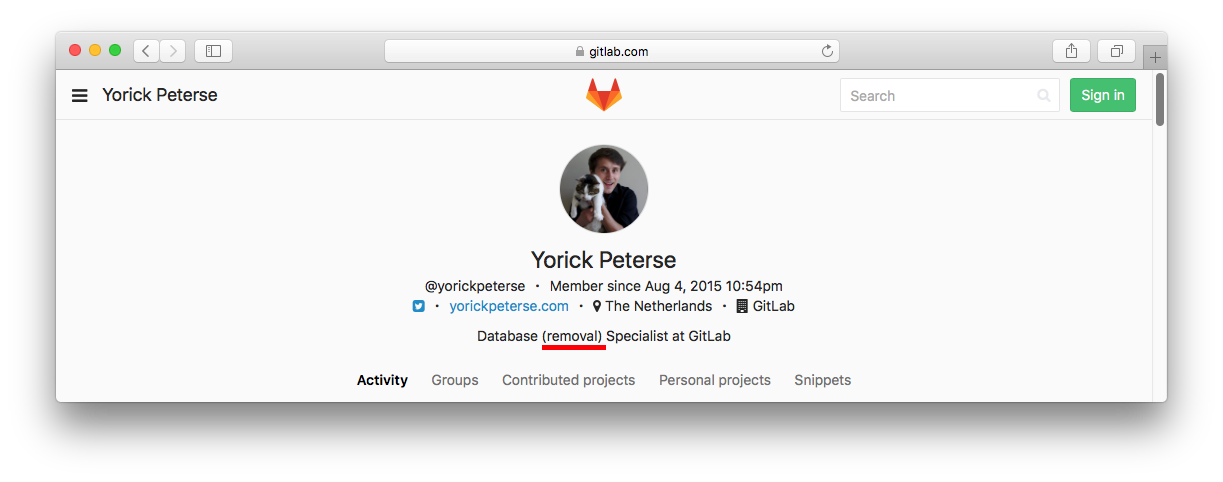 gitlab.com
Yorick Peterse
Search
Sign in
Yorick Peterse
@yorickpeterse · Member since Aug 4, 2015 10:54pm
· yorickpeterse.com · The Netherlands · GitLab
Database (removal) Specialist at GitLab
Activity Groups Contributed projects Personal projects Snippets